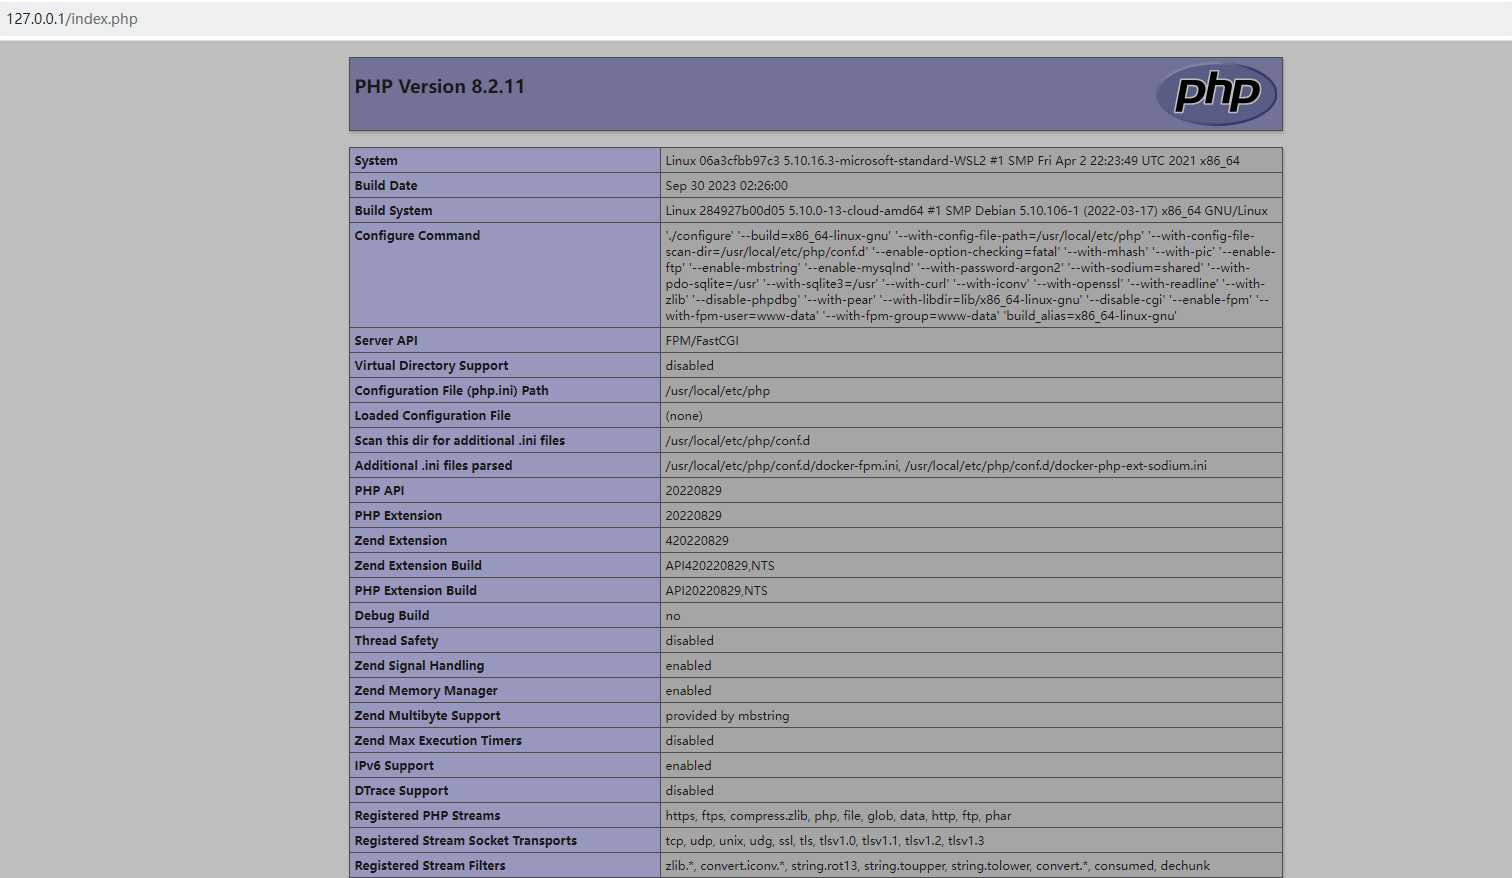 127.0.0.1/index.php
PHP Version 8.2.11
php
System Linux 06a3cfbb97c3 5.10.16.3-microsoft-standard-WSL2 #1 SMP Fri Apr 2 22:23:49 UTC 2021 x86_64
Build Date Sep 30 2023 02:26:00
Build System Linux 284927b00d05 5.10.0-13-cloud-amd64 #1 SMP Debian 5.10.106-1 (2022-03-17) x86_64 GNU/Linux
Configure Command './configure' '--build=x86_64-linux-gnu' '--with-config-file-path=/usr/local/etc/php' '--with-config-file-
scan-dir=/usr/local/etc/php/conf.d' '--enable-option-checking=fatal' '--with-mhash' '--with-pic' '--enable-
ftp' '--enable-mbstring' '--enable-mysqlnd' '--with-password-argon2' '--with-sodium=shared' '--with-
pdo-sqlite=/usr' '--with-sqlite3=/usr' '--with-curl' '--with-iconv' '--with-openssl' '--with-readline' '--with-
zlib' '--disable-phpdbg' '--with-pear' '--with-libdir=lib/x86_64-linux-gnu' '--disable-cgi' '--enable-fpm' '--
with-fpm-user=www-data' '--with-fpm-group=www-data' 'build_alias=x86_64-linux-gnu'
Server API FPM/FastCGI
Virtual Directory Support disabled
Configuration File (php.ini) Path /usr/local/etc/php
Loaded Configuration File (none)
Scan this dir for additional .ini files /usr/local/etc/php/conf.d
Additional .ini files parsed /usr/local/etc/php/conf.d/docker-fpm.ini, /usr/local/etc/php/conf.d/docker-php-ext-sodium.ini
PHP API 20220829
PHP Extension 20220829
Zend Extension 420220829
Zend Extension Build API420220829,NTS
PHP Extension Build API20220829,NTS
Debug Build no
Thread Safety disabled
Zend Signal Handling enabled
Zend Memory Manager enabled
Zend Multibyte Support provided by mbstring
Zend Max Execution Timers disabled
IPv6 Support enabled
DTrace Support disabled
Registered PHP Streams https, ftps, compress.zlib, php, file, glob, data, http, ftp, phar
Registered Stream Socket Transports tcp, udp, unix, udg, ssl, tls, tlsv1.0, tlsv1.1, tlsv1.2, tlsv1.3
Registered Stream Filters zlib.*, convert.iconv.*, string.rot13, string.toupper, string.tolower, convert.*, consumed, dechunk